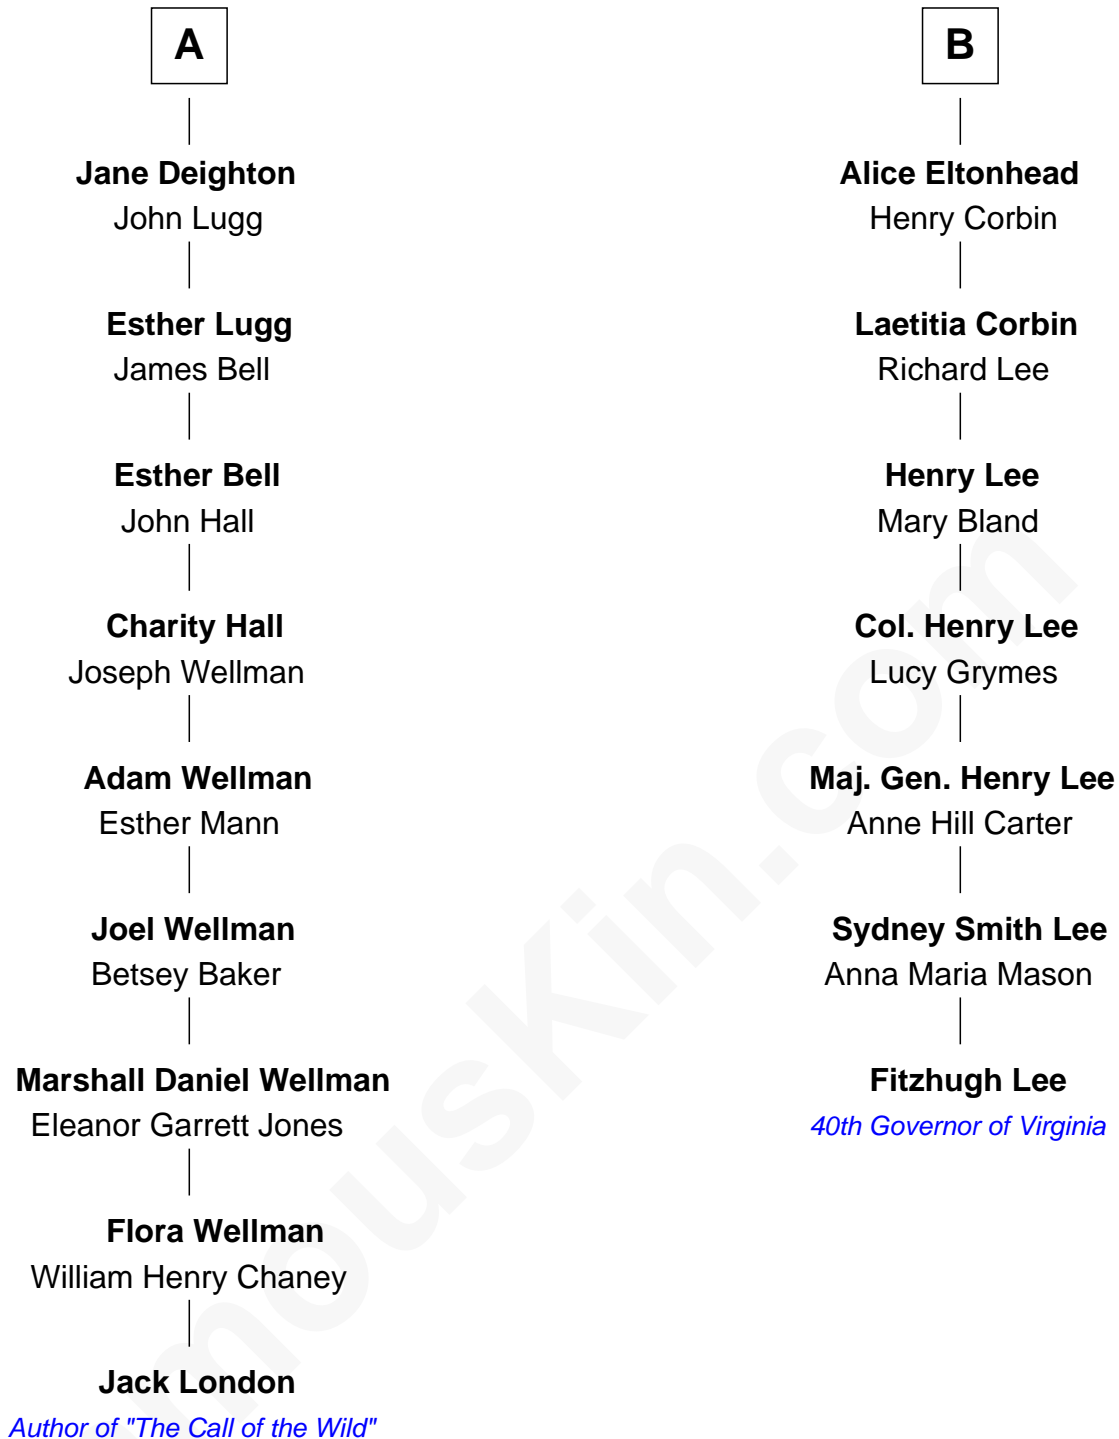 A
Jane Deighton
John Lugg
Esther Lugg
James Bell
Esther Bell
John Hall
Charity Hall
Joseph Wellman
Adam Wellman
Esther Mann
Joel Wellman
Betsey Baker
Marshall Daniel Wellman
Eleanor Garrett Jones
Flora Wellman
William Henry Chaney
Jack London
Author of "The Call of the Wild"
B
Alice Eltonhead
Henry Corbin
Laetitia Corbin
Richard Lee
Henry Lee
Mary Bland
Col. Henry Lee
Lucy Grymes
Maj. Gen. Henry Lee
Anne Hill Carter
Sydney Smith Lee
Anna Maria Mason
Fitzhugh Lee
40th Governor of Virginia
mousKin.com